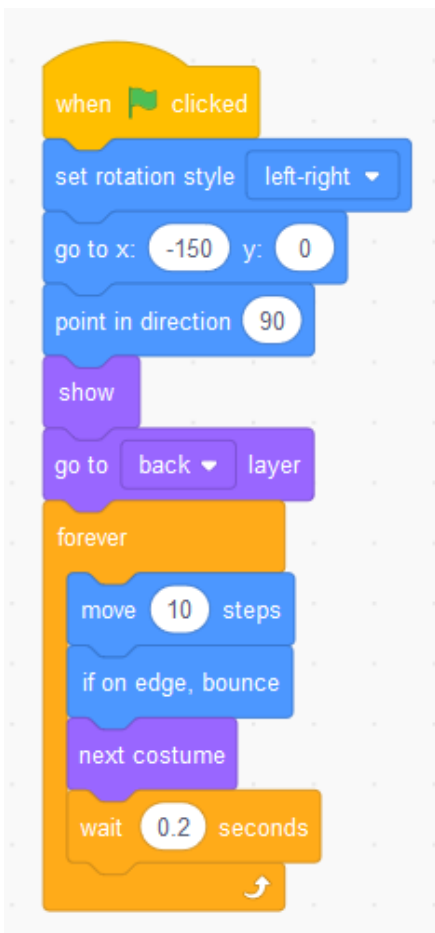 when clicked
set rotation style left-right
go to x: -150 y: 0
point in direction 90
show
go to back layer
forever
move 10 steps
if on edge, bounce
next costume
wait 0.2 seconds